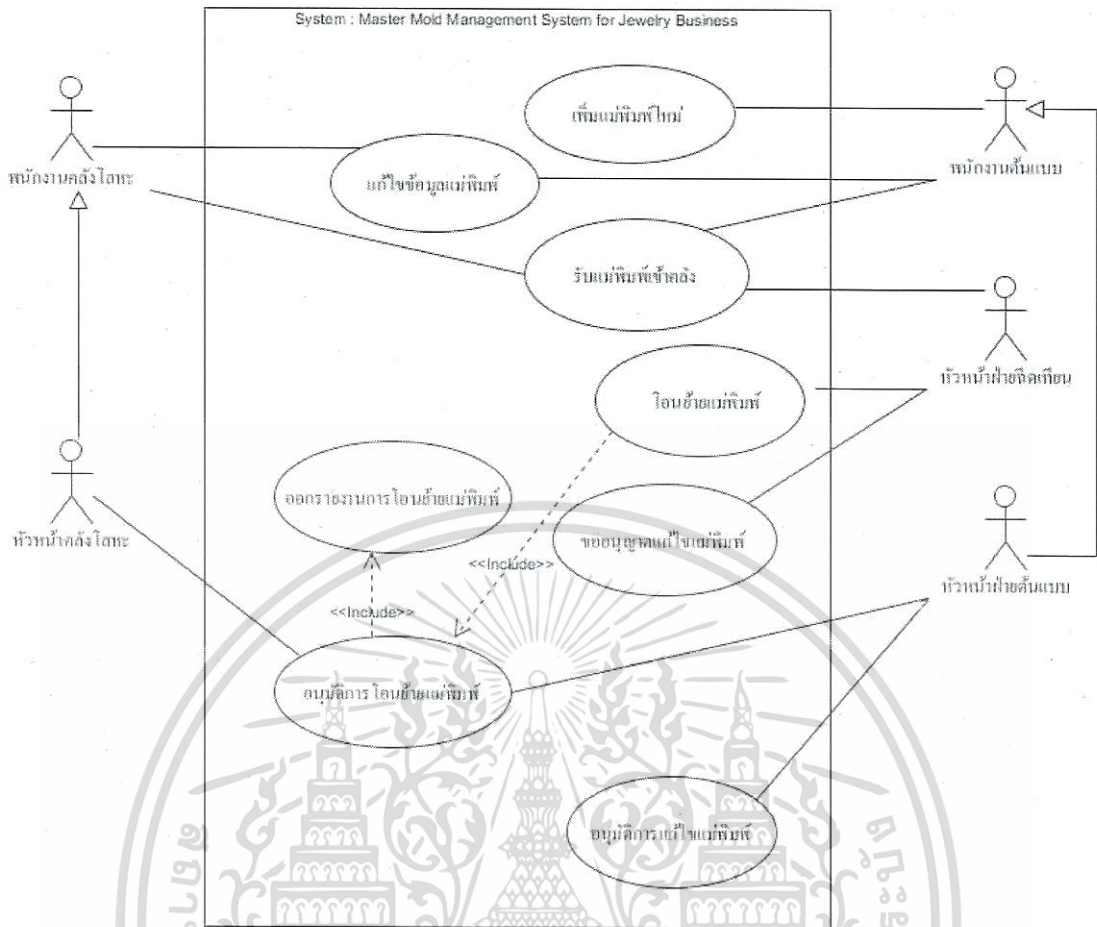 System : Master Mold Management System for Jewelry Business
เพิ่มแม่พิมพ์ใหม่
พนักงานคลังโลหะ
พนักงานต้นแบบ
แก้ไขข้อมูลแม่พิมพ์
รับแม่พิมพ์เข้าคลัง
หัวหน้าฝ่ายฉีดเทียน
โอนย้ายแม่พิมพ์
ออกรายงานการโอนย้ายแม่พิมพ์
หัวหน้าคลังโลหะ
ขออนุญาตแก้ไขแม่พิมพ์
<<Include>>
หัวหน้าฝ่ายต้นแบบ
<<Include>>
อนุมัติการโอนย้ายแม่พิมพ์
อนุมัติการแก้ไขแม่พิมพ์